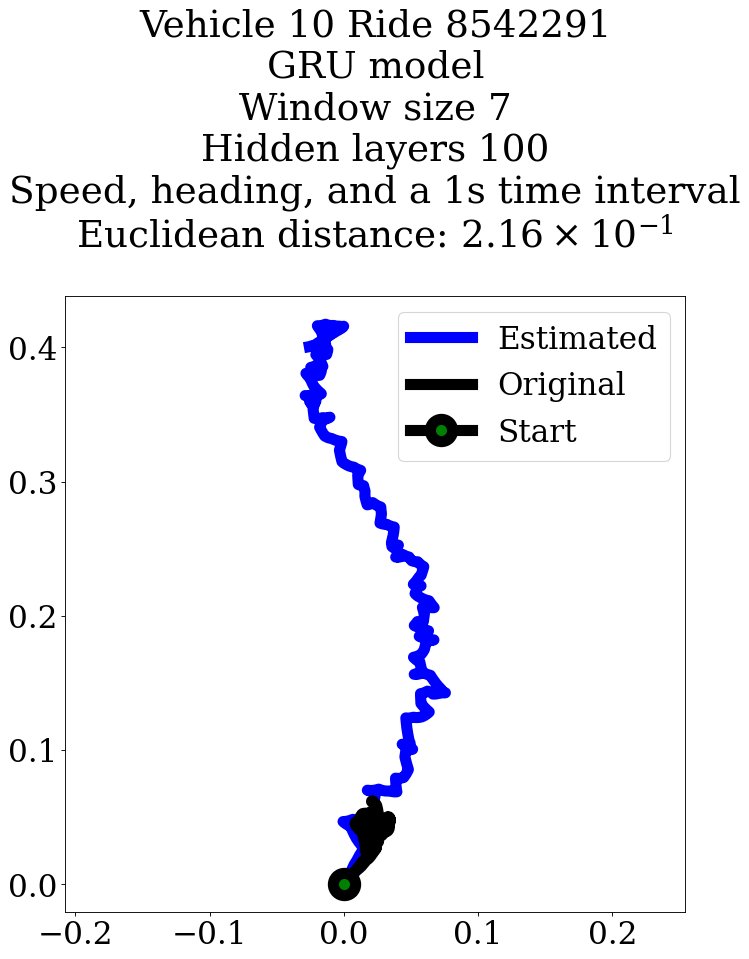 Vehicle 10 Ride 8542291
GRU model
Window size 7
Hidden layers 100
Speed, heading, and a 1s time interval
Euclidean distance: 2.16 × 10⁻¹
Estimated
Original
Start
0.4
0.3
0.2
0.1
0.0
−0.2 −0.1 0.0 0.1 0.2